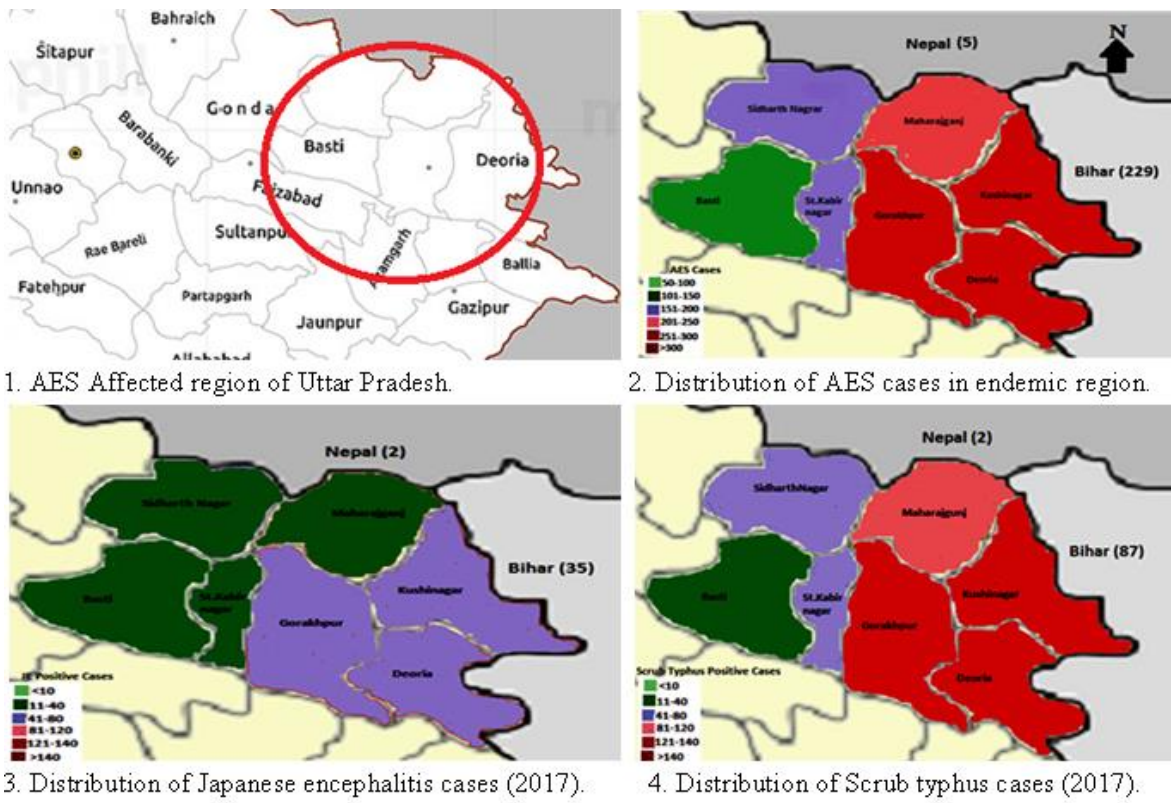 Bahraich
Śitapur
Gonda
Barabanki
Basti
Deoria
Unnao
Faizabad
Sultanpur
Rae Bareli
Azamgarh
Ballia
Fatehpur
Partapgarh
Gazipur
Jaunpur
Allahabad
1. AES Affected region of Uttar Pradesh.
Nepal (5)
N
Sidharth Nagrar
Maharajganj
Bihar (229)
Basti
St.Kabir
nagar
Gorakhpur
Kushinagar
Deoria
AES Cases
50-100
101-150
151-200
201-250
251-300
>300
2. Distribution of AES cases in endemic region.
Nepal (2)
Sidharth Nagar
Maharajganj
Bihar (35)
Basti
St.Kabir
nagar
Gorakhpur
Kushinagar
Deoria
JE Positive Cases
<10
11-40
41-80
81-120
121-140
>140
3. Distribution of Japanese encephalitis cases (2017).
Nepal (2)
SidharthNagar
Maharajgunj
Bihar (87)
Basti
St.Kabir
nagar
Gorakhpur
Kushinagar
Deoria
Scrub Typhus Positive Cases
<10
11-40
41-80
81-120
121-140
>140
4. Distribution of Scrub typhus cases (2017).